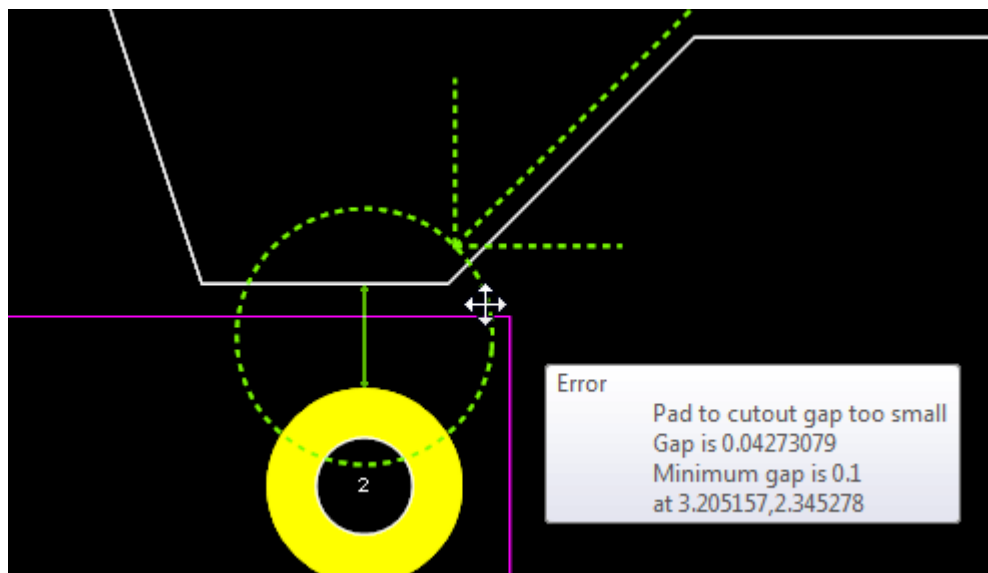 Error
Pad to cutout gap too small
Gap is 0.04273079
Minimum gap is 0.1
at 3.205157,2.345278
2